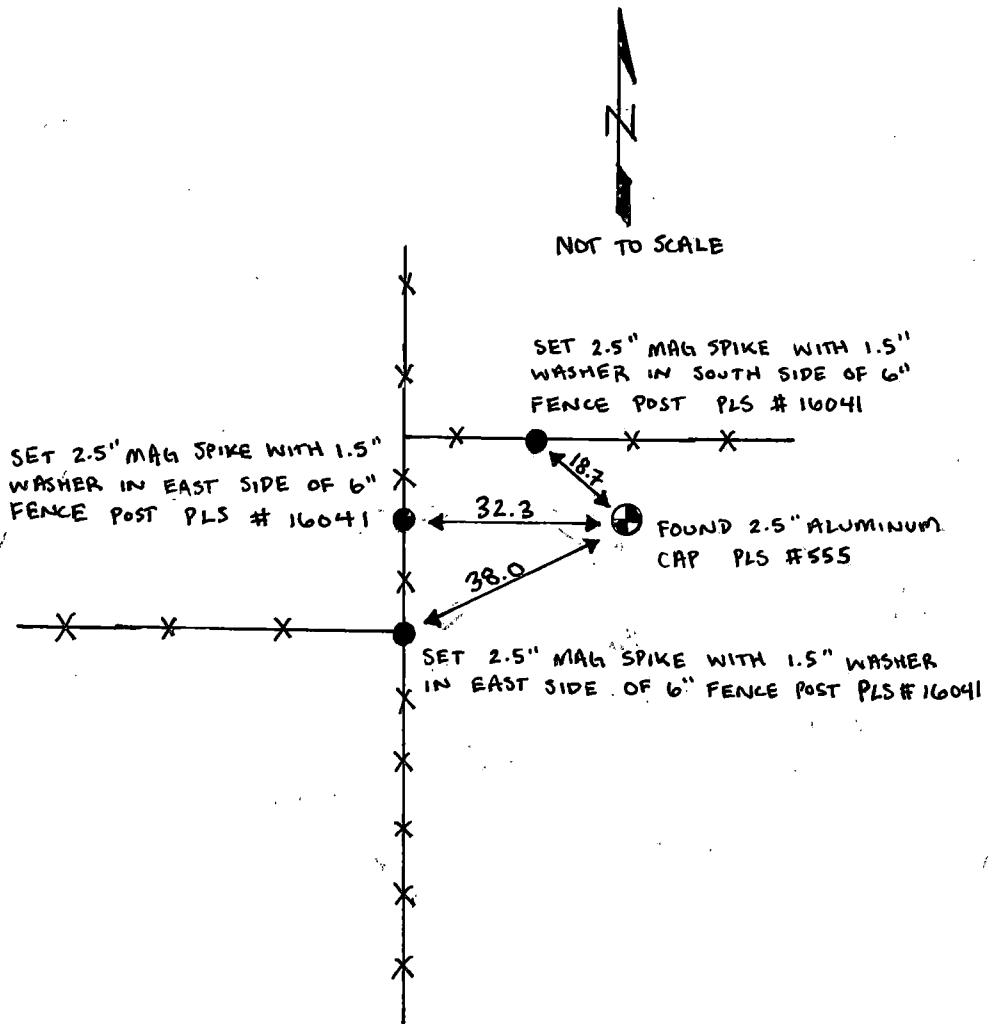 N
NOT TO SCALE
SET 2.5" MAG SPIKE WITH 1.5"
WASHER IN SOUTH SIDE OF 6"
FENCE POST PLS # 16041
SET 2.5" MAG SPIKE WITH 1.5"
WASHER IN EAST SIDE OF 6"
FENCE POST PLS # 16041
18.7
32.3
FOUND 2.5" ALUMINUM
CAP PLS #555
38.0
SET 2.5" MAG SPIKE WITH 1.5" WASHER
IN EAST SIDE OF 6" FENCE POST PLS# 16041